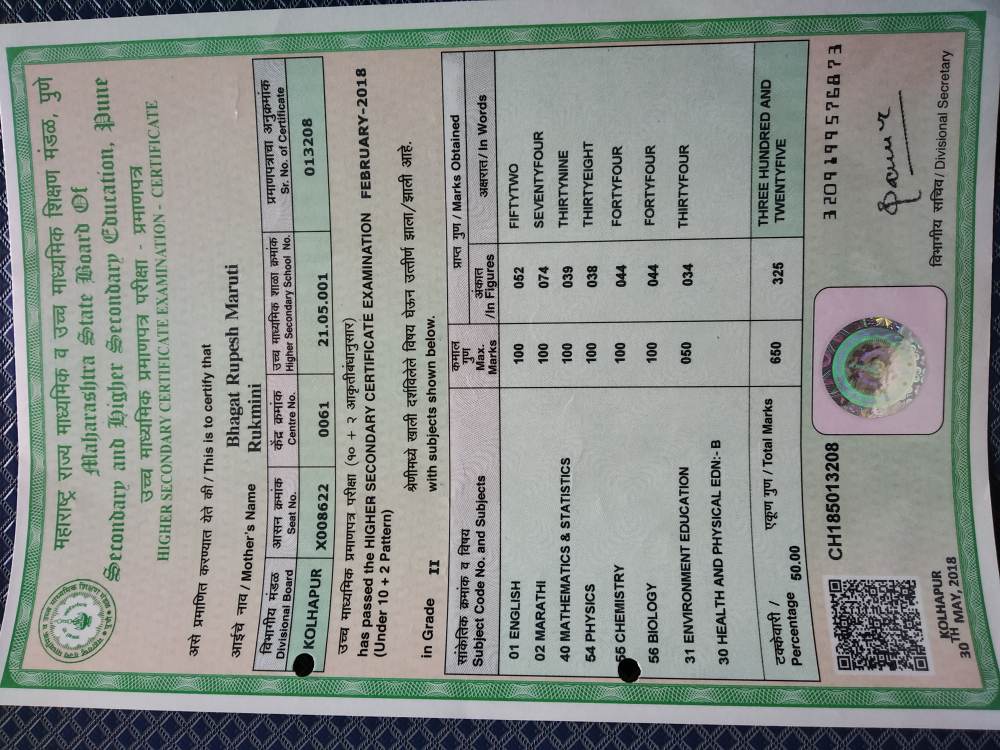 महाराष्ट्र राज्य माध्यमिक व उच्च माध्यमिक शिक्षण मंडळ, पुणे
Maharashtra State Board Of
Secondary and Higher Secondary Education, Pune
उच्च माध्यमिक प्रमाणपत्र परीक्षा - प्रमाणपत्र
HIGHER SECONDARY CERTIFICATE EXAMINATION - CERTIFICATE
असे प्रमाणित करण्यात येते की / This is to certify that
Bhagat Rupesh Maruti
आईचे नाव / Mother's Name Rukmini
विभागीय मंडळ आसन क्रमांक केंद्र क्रमांक उच्च माध्यमिक शाळा क्रमांक प्रमाणपत्राचा अनुक्रमांक
Divisional Board Seat No. Centre No. Higher Secondary School No. Sr. No. of Certificate
KOLHAPUR X008622 0061 21.05.001 013208
उच्च माध्यमिक प्रमाणपत्र परीक्षा (१० + २ आकृतीबंधानुसार)
has passed the HIGHER SECONDARY CERTIFICATE EXAMINATION FEBRUARY-2018
(Under 10 + 2 Pattern)
श्रेणीमध्ये खाली दर्शविलेले विषय घेऊन उत्तीर्ण झाला/झाली आहे.
in Grade II with subjects shown below.
सांकेतिक क्रमांक व विषय कमाल गुण प्राप्त गुण / Marks Obtained
Subject Code No. and Subjects Max. Marks अंकात /In Figures अक्षरात/ In Words
01 ENGLISH 100 052 FIFTYTWO
02 MARATHI 100 074 SEVENTYFOUR
40 MATHEMATICS & STATISTICS 100 039 THIRTYNINE
54 PHYSICS 100 038 THIRTYEIGHT
55 CHEMISTRY 100 044 FORTYFOUR
56 BIOLOGY 100 044 FORTYFOUR
31 ENVIRONMENT EDUCATION 050 034 THIRTYFOUR
30 HEALTH AND PHYSICAL EDN:- B
टक्केवारी / एकूण गुण / Total Marks 650 325 THREE HUNDRED AND
Percentage 50.00 TWENTYFIVE
CH185013208 3209199576873
KOLHAPUR
30TH MAY, 2018
विभागीय सचिव/ Divisional Secretary